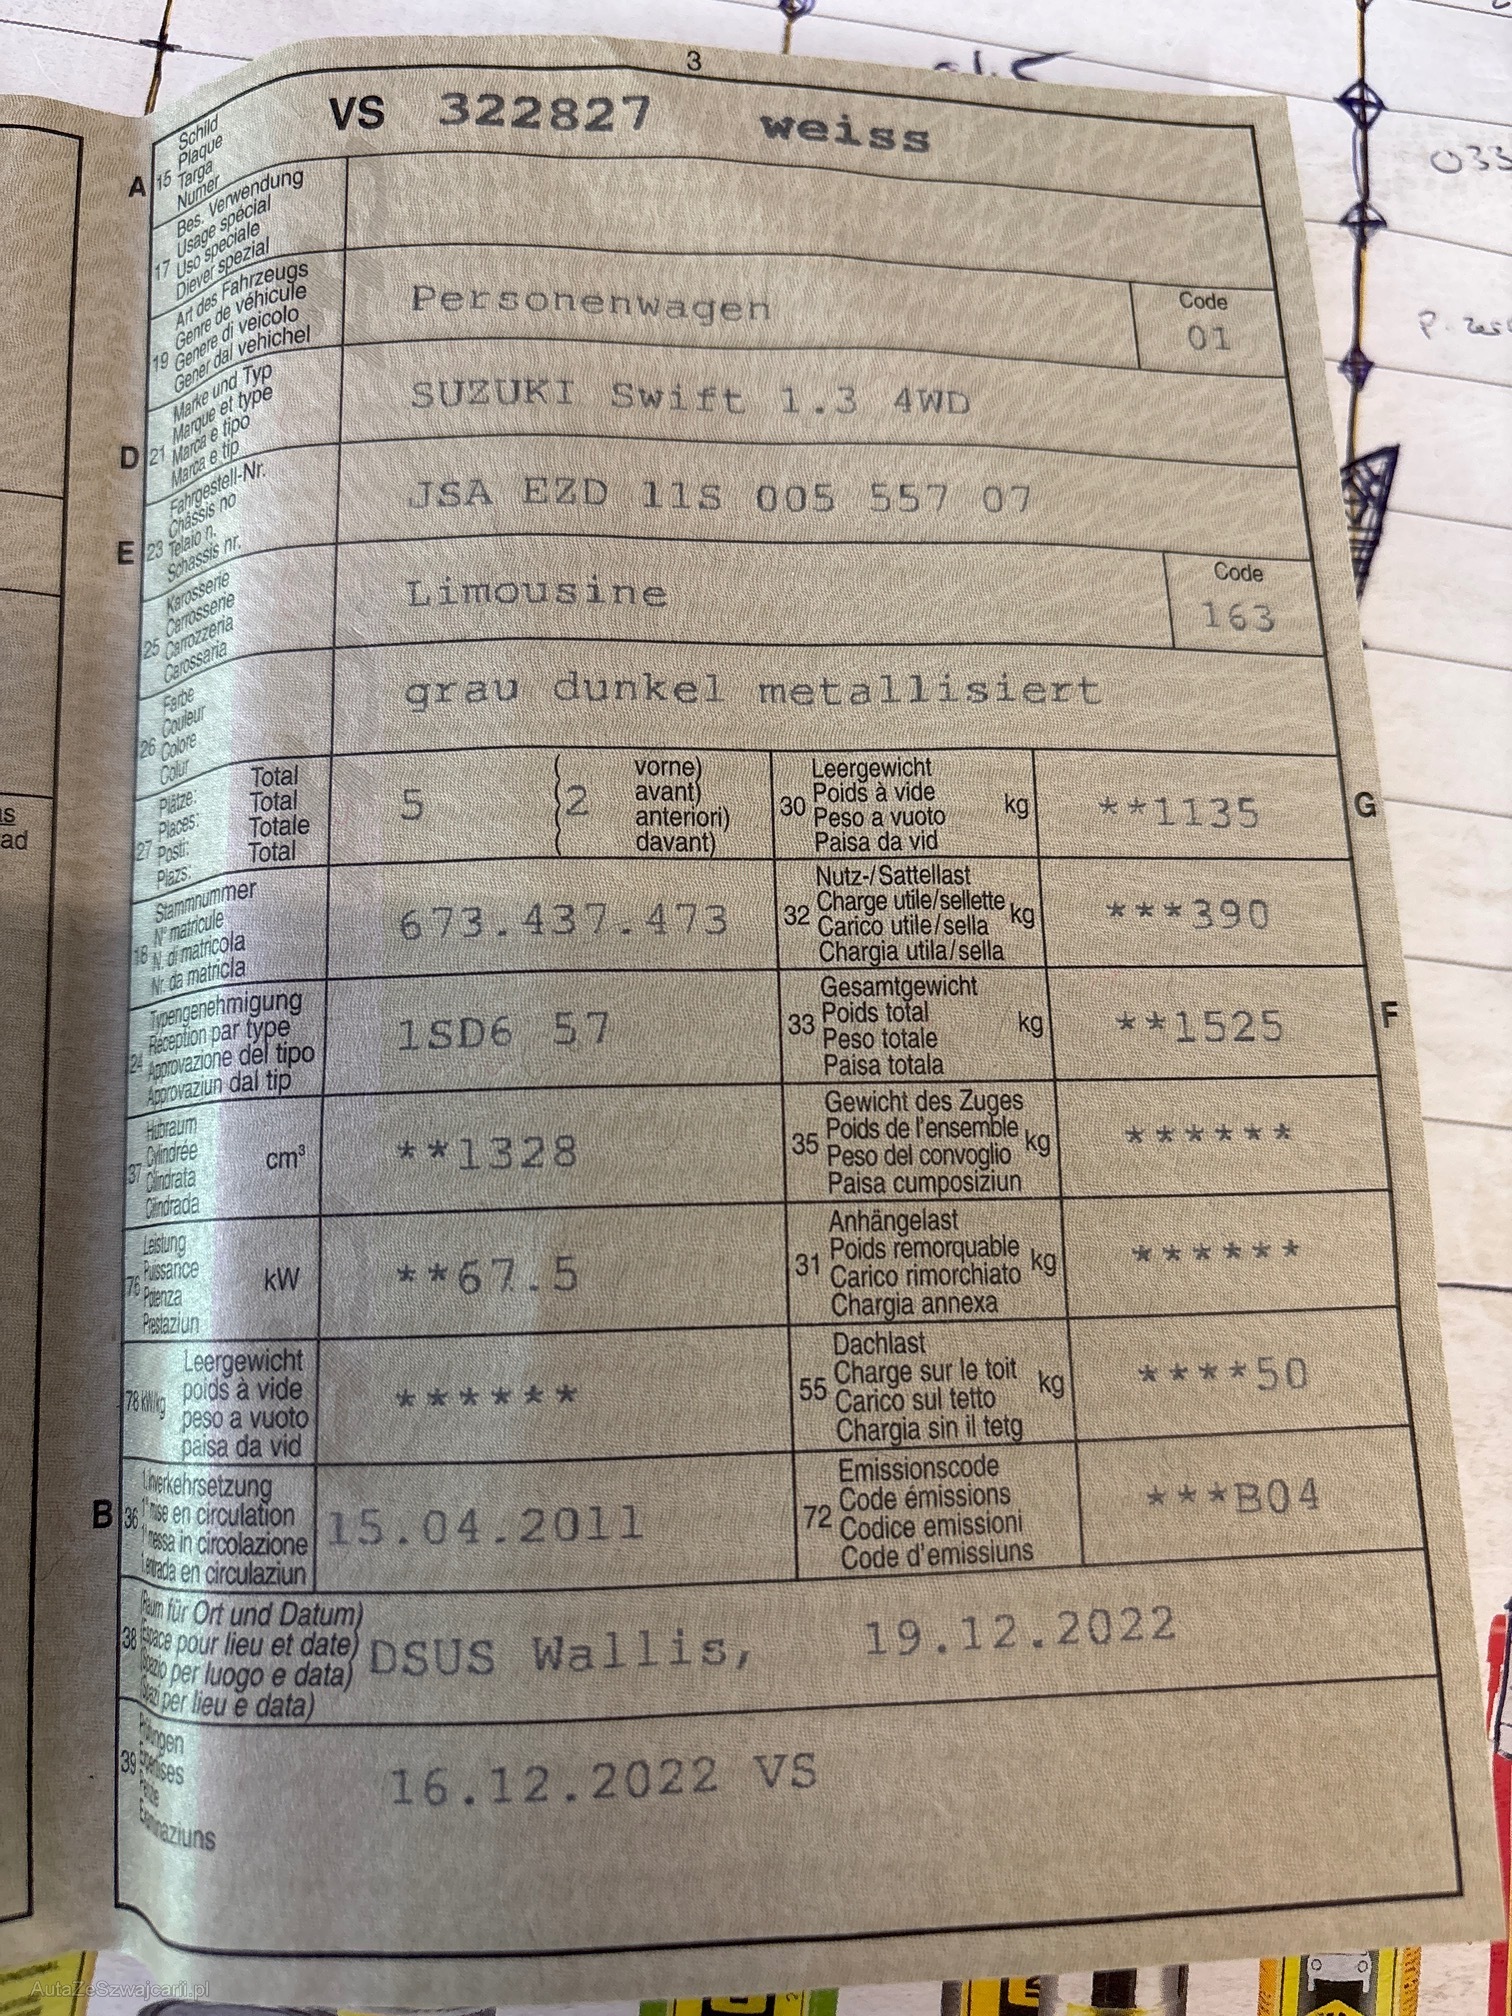 3
A 15 Schild
Plaque
Targa
Numer
VS 322827 weiss
17 Bes. Verwendung
Usage spécial
Uso speciale
Diever spezial
19 Art des Fahrzeugs
Genre de véhicule
Genere di veicolo
Gener dal vehichel
Personenwagen
Code
01
D 21 Marke und Typ
Marque et type
Marca e tipo
Marca e tip
SUZUKI Swift 1.3 4WD
E 23 Fahrgestell-Nr.
Châssis no
Telaio n.
Schassis nr.
JSA EZD 11S 005 557 07
25 Karosserie
Carrosserie
Carrozzeria
Carossaria
Limousine
Code
163
26 Farbe
Couleur
Colore
Colur
grau dunkel metallisiert
27 Plätze: Total
Places: Total
Posti: Totale
Plazs: Total
5 (2 vorne)
avant)
anteriori)
davant)
30 Leergewicht
Poids à vide
Peso a vuoto
Paisa da vid
kg **1135 G
18 Stammnummer
N° matricule
N. di matricola
Nr. da matricla
673.437.473
32 Nutz-/Sattellast
Charge utile/sellette
Carico utile/sella
Chargia utila/sella
kg ***390
24 Typengenehmigung
Réception par type
Approvazione del tipo
Approvaziun dal tip
1SD6 57
33 Gesamtgewicht
Poids total
Peso totale
Paisa totala
kg **1525 F
37 Hubraum
Cylindrée
Cilindrata
Cilindrada
cm³ **1328
35 Gewicht des Zuges
Poids de l'ensemble
Peso del convoglio
Paisa cumposiziun
kg ******
76 Leistung
Puissance
Potenza
Prestaziun
kW **67.5
31 Anhängelast
Poids remorquable
Carico rimorchiato
Chargia annexa
kg ******
78 kW/kg Leergewicht
poids à vide
peso a vuoto
paisa da vid
******
55 Dachlast
Charge sur le toit
Carico sul tetto
Chargia sin il tetg
kg ****50
B 36 1. Inverkehrsetzung
1re mise en circulation
1a messa in circolazione
1. entrada en circulaziun
15.04.2011
72 Emissionscode
Code émissions
Codice emissioni
Code d'emissiuns
***B04
38 (Raum für Ort und Datum)
(Espace pour lieu et date)
(Spazio per luogo e data)
(Spazi per lieu e data)
DSUS Wallis, 19.12.2022
39 Prüfungen
Expertises
Perizie
Examinaziuns
16.12.2022 VS
s
ad
033
AutaZeSzwajcarii.pl